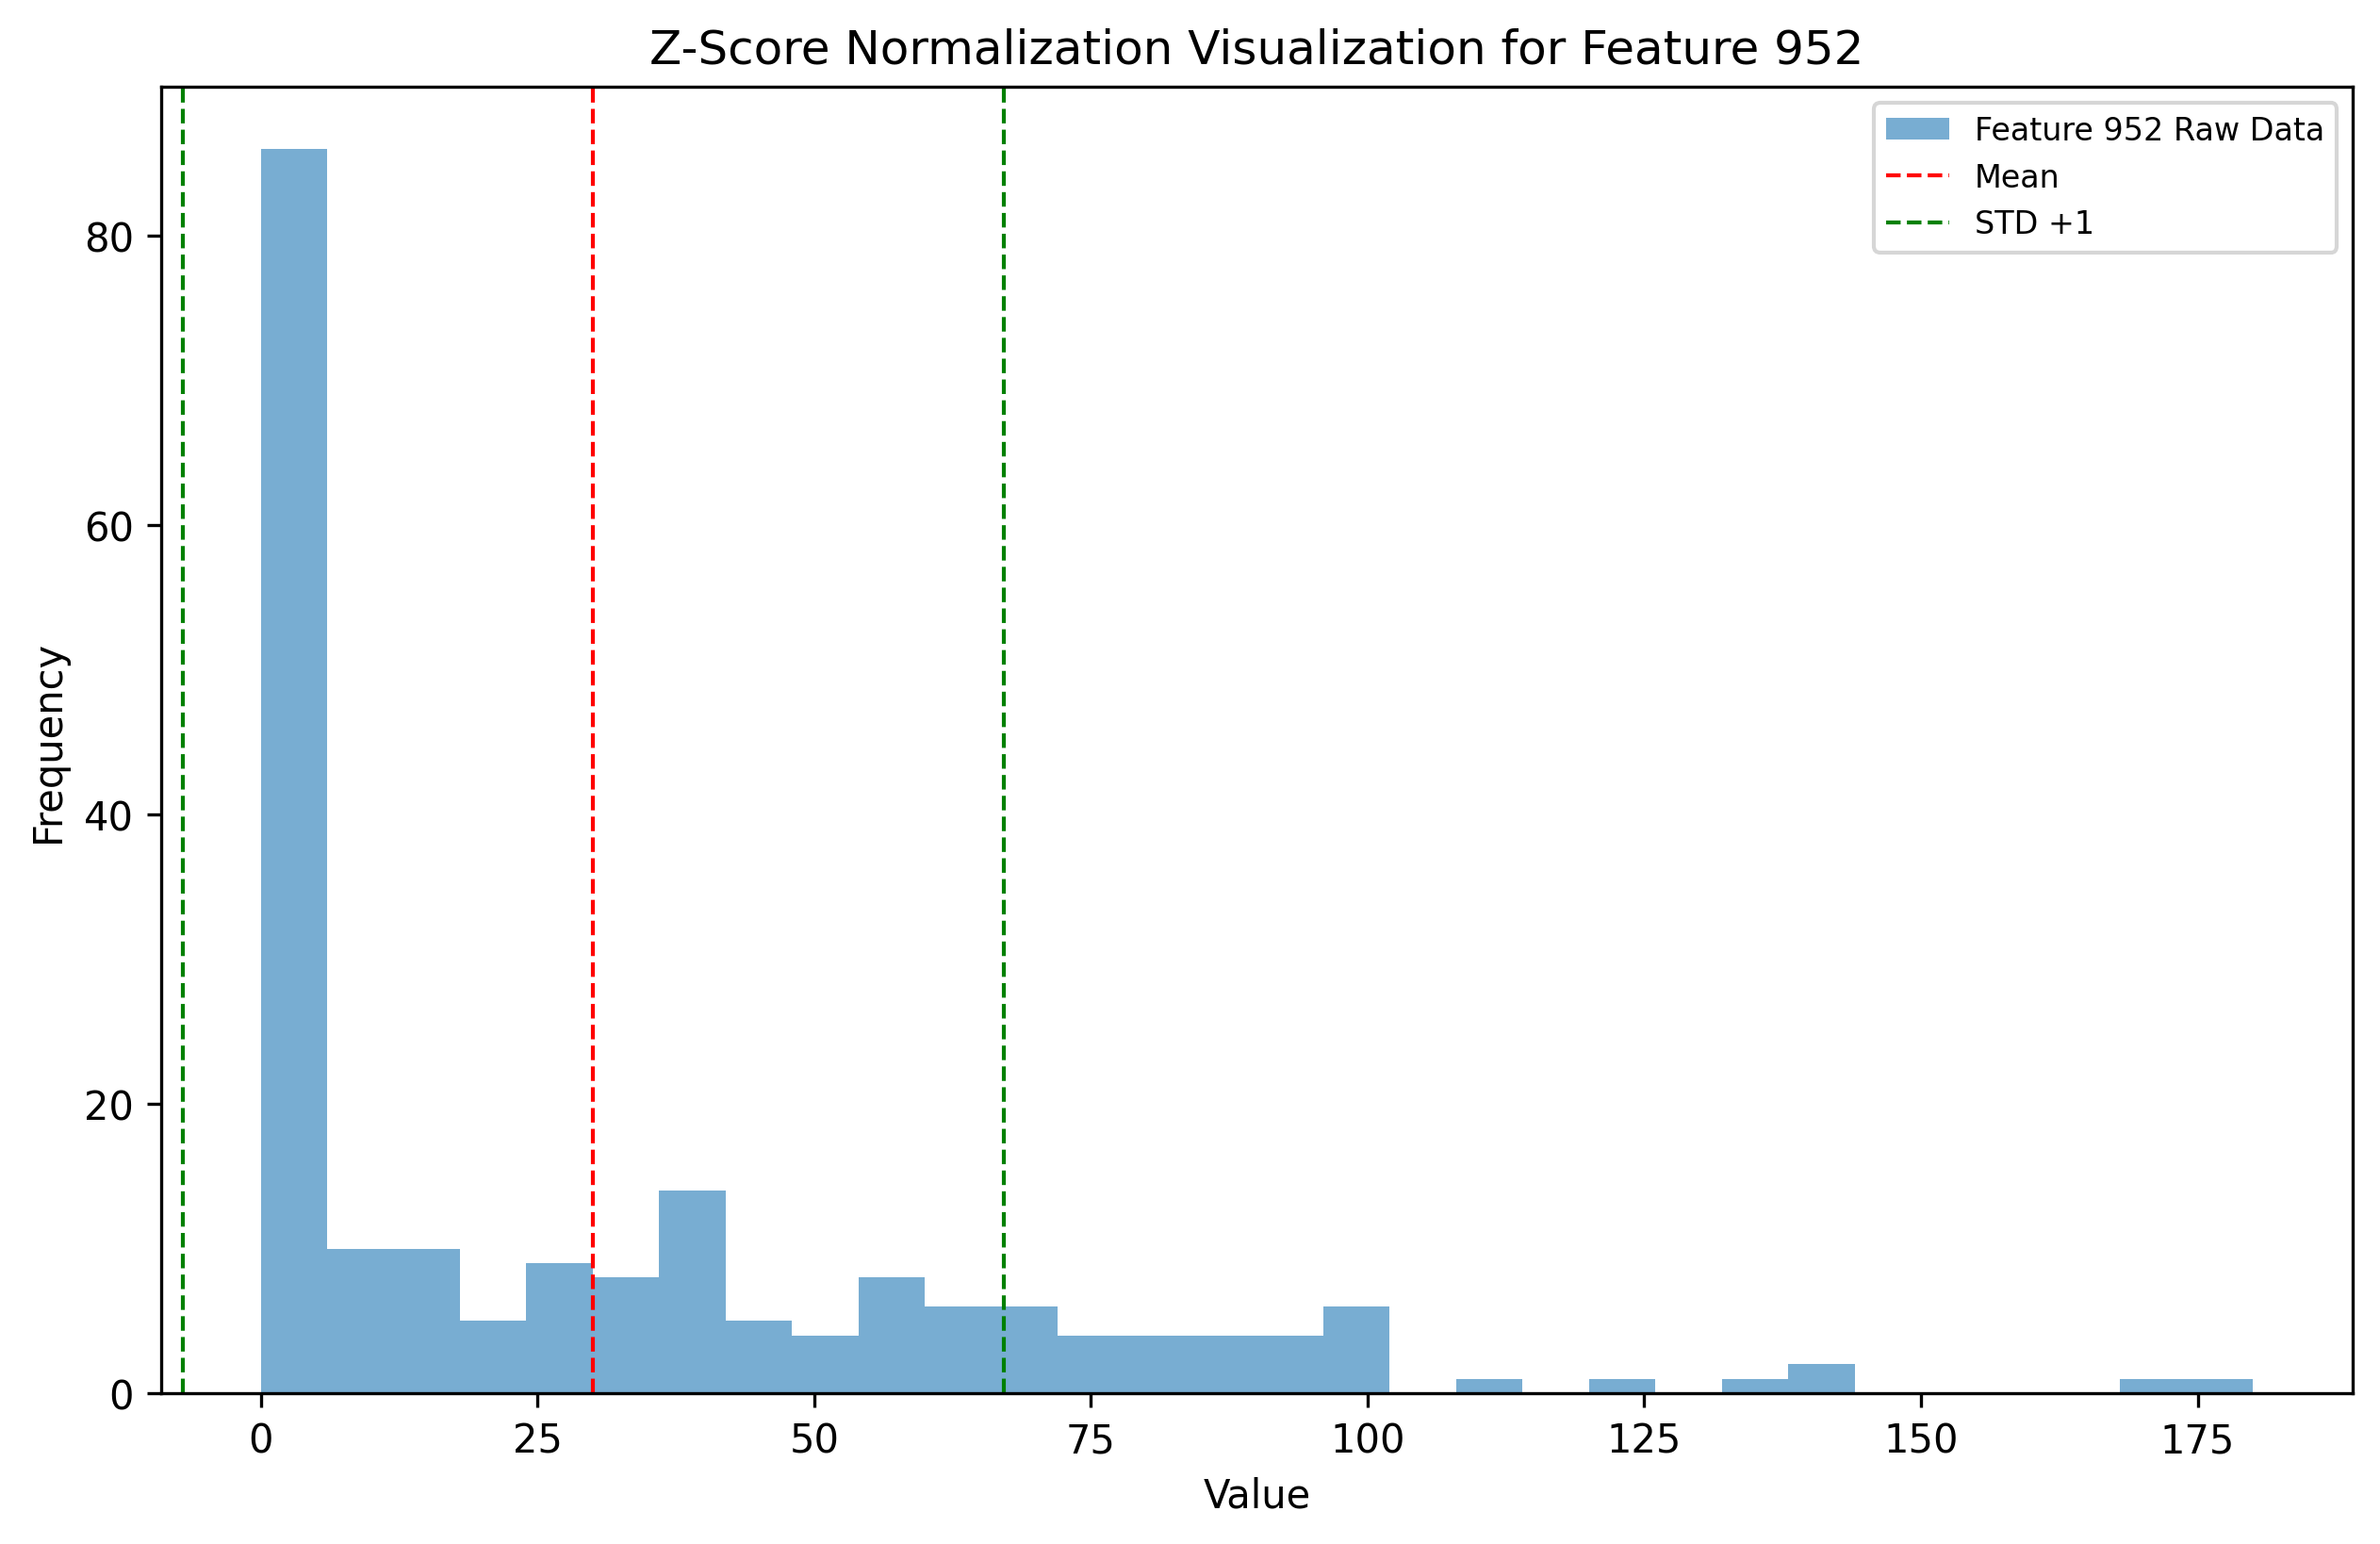 Z-Score Normalization Visualization for Feature 952
Feature 952 Raw Data
Mean
STD +1
Frequency
80
60
40
20
0
0 25 50 75 100 125 150 175
Value